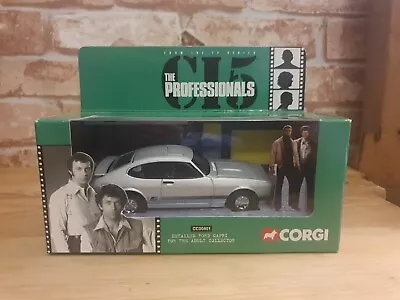 FROM THE TV SERIES
CI5
THE
PROFESSIONALS
CC00401
DETAILED FORD CAPRI
FOR THE ADULT COLLECTOR
CORGI